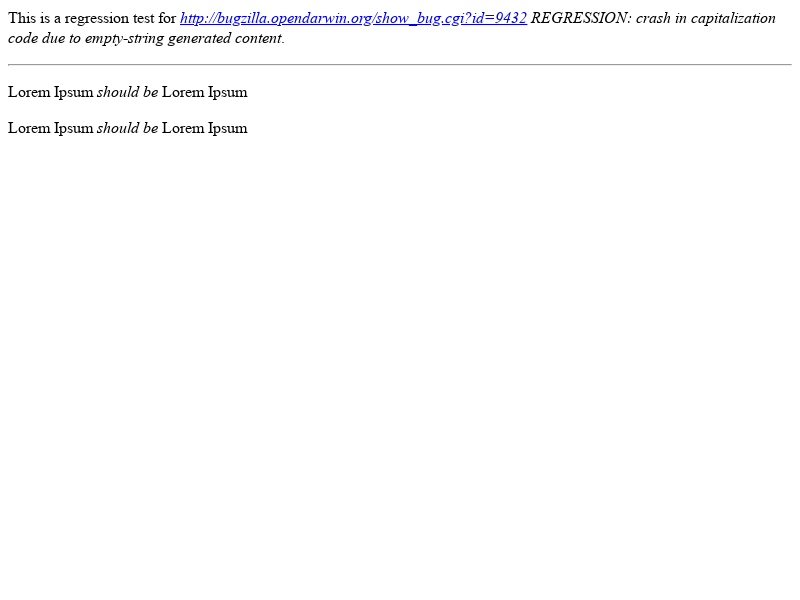 This is a regression test for http://bugzilla.opendarwin.org/show_bug.cgi?id=9432 REGRESSION: crash in capitalization
code due to empty-string generated content.
Lorem Ipsum should be Lorem Ipsum
Lorem Ipsum should be Lorem Ipsum